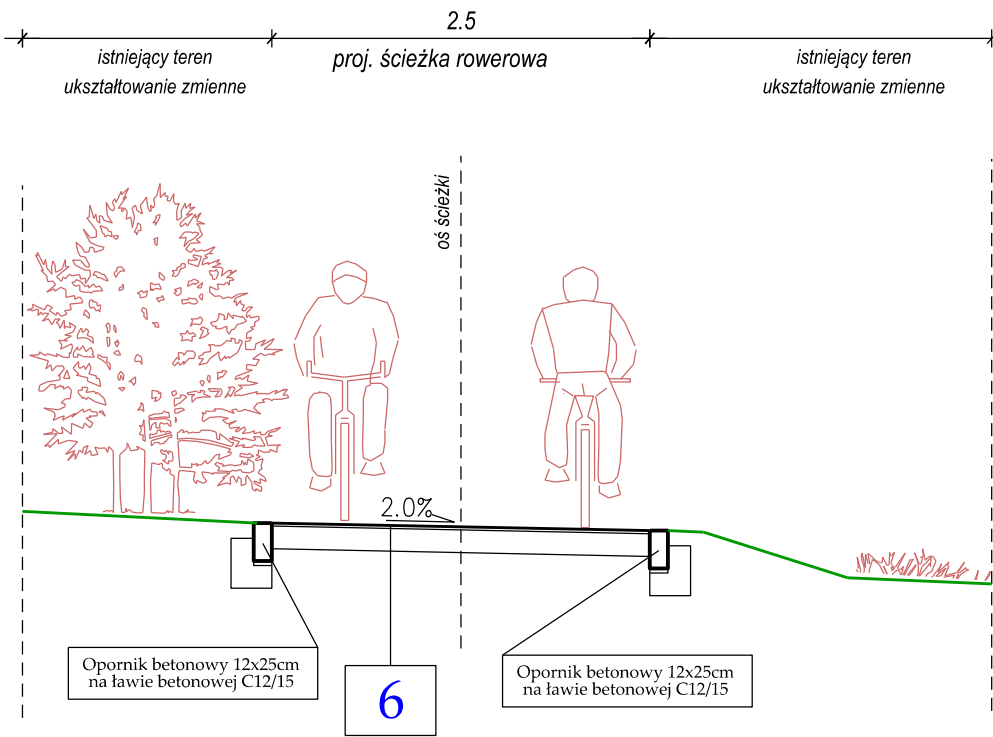 2.5
istniejący teren
ukształtowanie zmienne
proj. ścieżka rowerowa
istniejący teren
ukształtowanie zmienne
oś ścieżki
2.0%
Opornik betonowy 12x25cm
na ławie betonowej C12/15
6
Opornik betonowy 12x25cm
na ławie betonowej C12/15